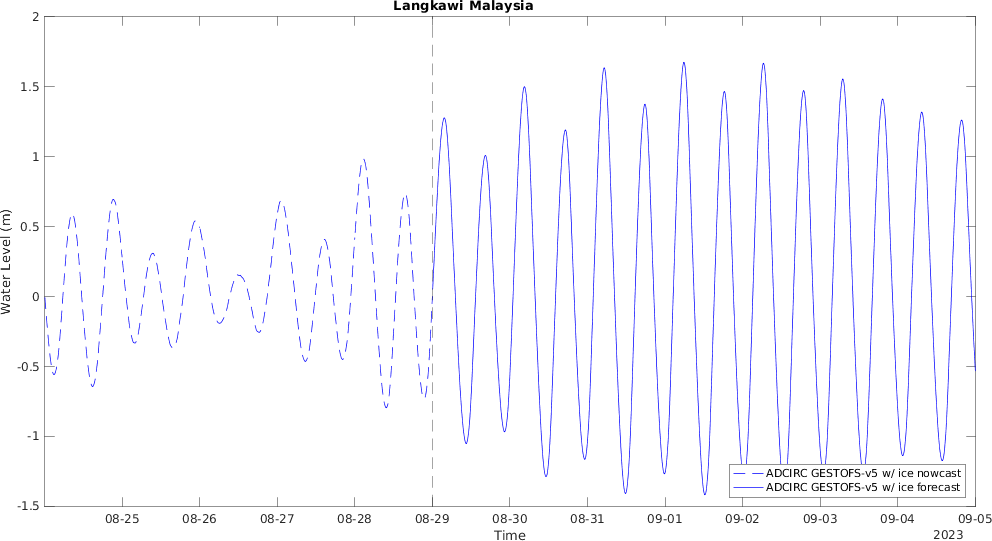 Langkawi Malaysia
2
1.5
1
0.5
0
-0.5
-1
-1.5
Water Level (m)
ADCIRC GESTOFS-v5 w/ ice nowcast
ADCIRC GESTOFS-v5 w/ ice forecast
08-25 08-26 08-27 08-28 08-29 08-30 08-31 09-01 09-02 09-03 09-04 09-05
Time
2023